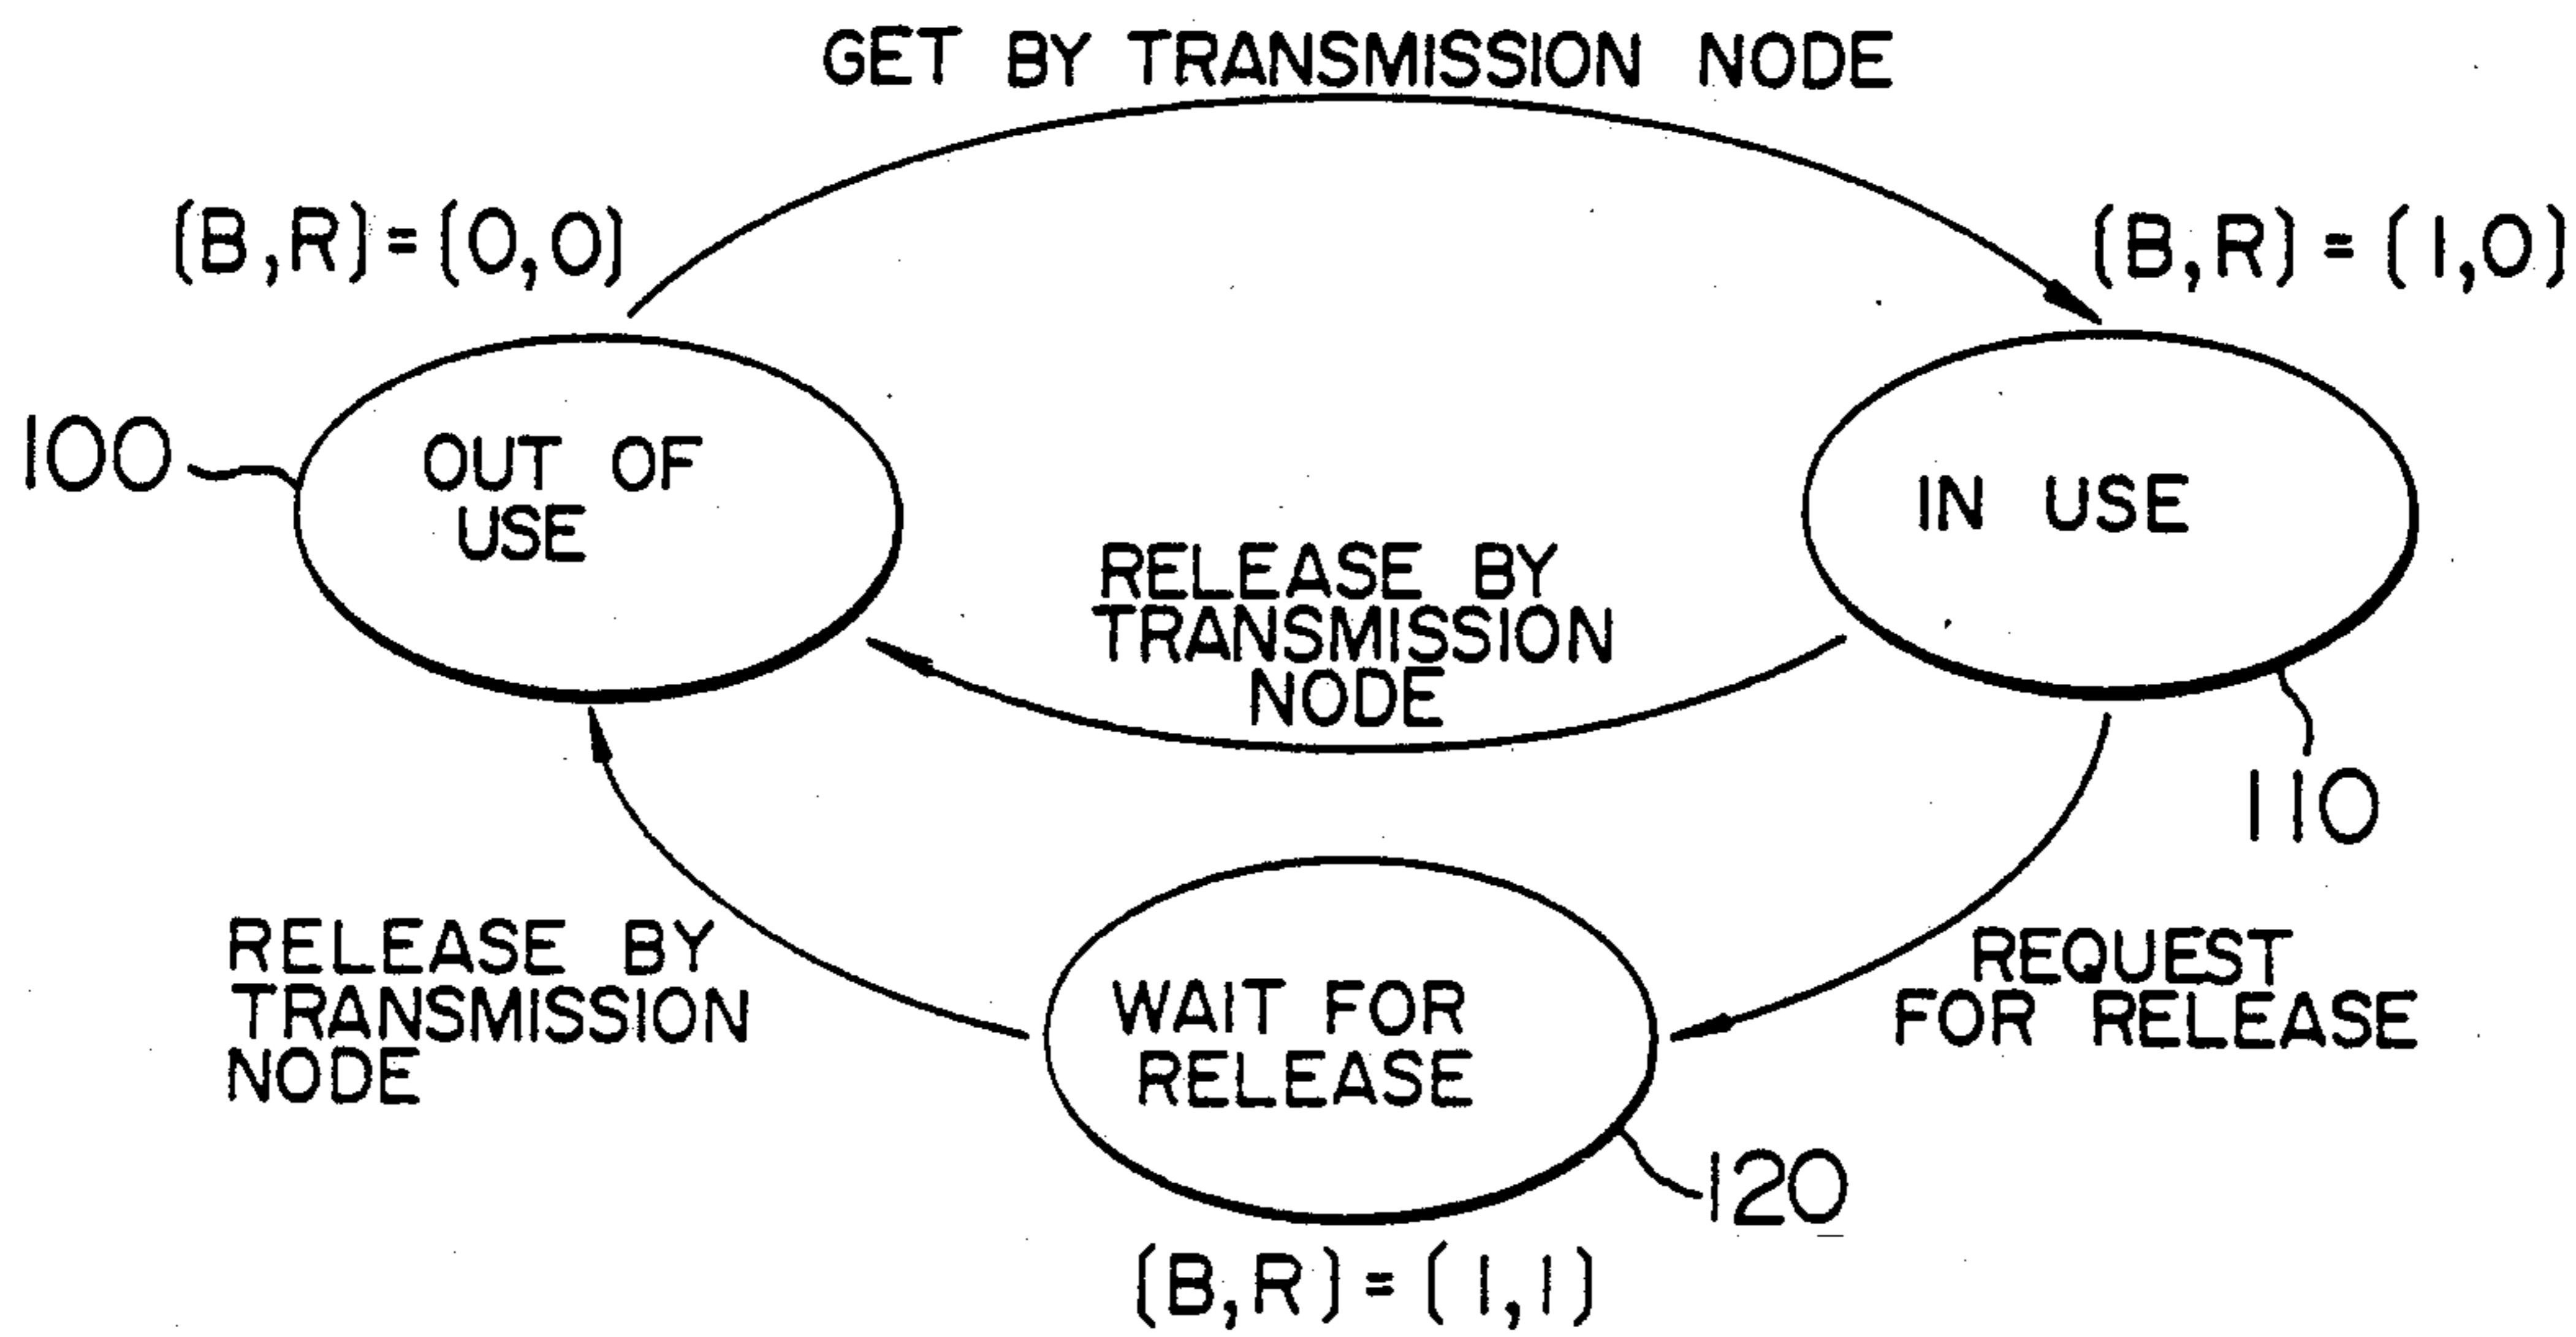 GET BY TRANSMISSION NODE
(B,R)=(0,0)
(B,R)=(1,0)
100
OUT OF
USE
IN USE
RELEASE BY
TRANSMISSION
NODE
110
RELEASE BY
TRANSMISSION
NODE
WAIT FOR
RELEASE
REQUEST
FOR RELEASE
120
(B,R)=(1,1)